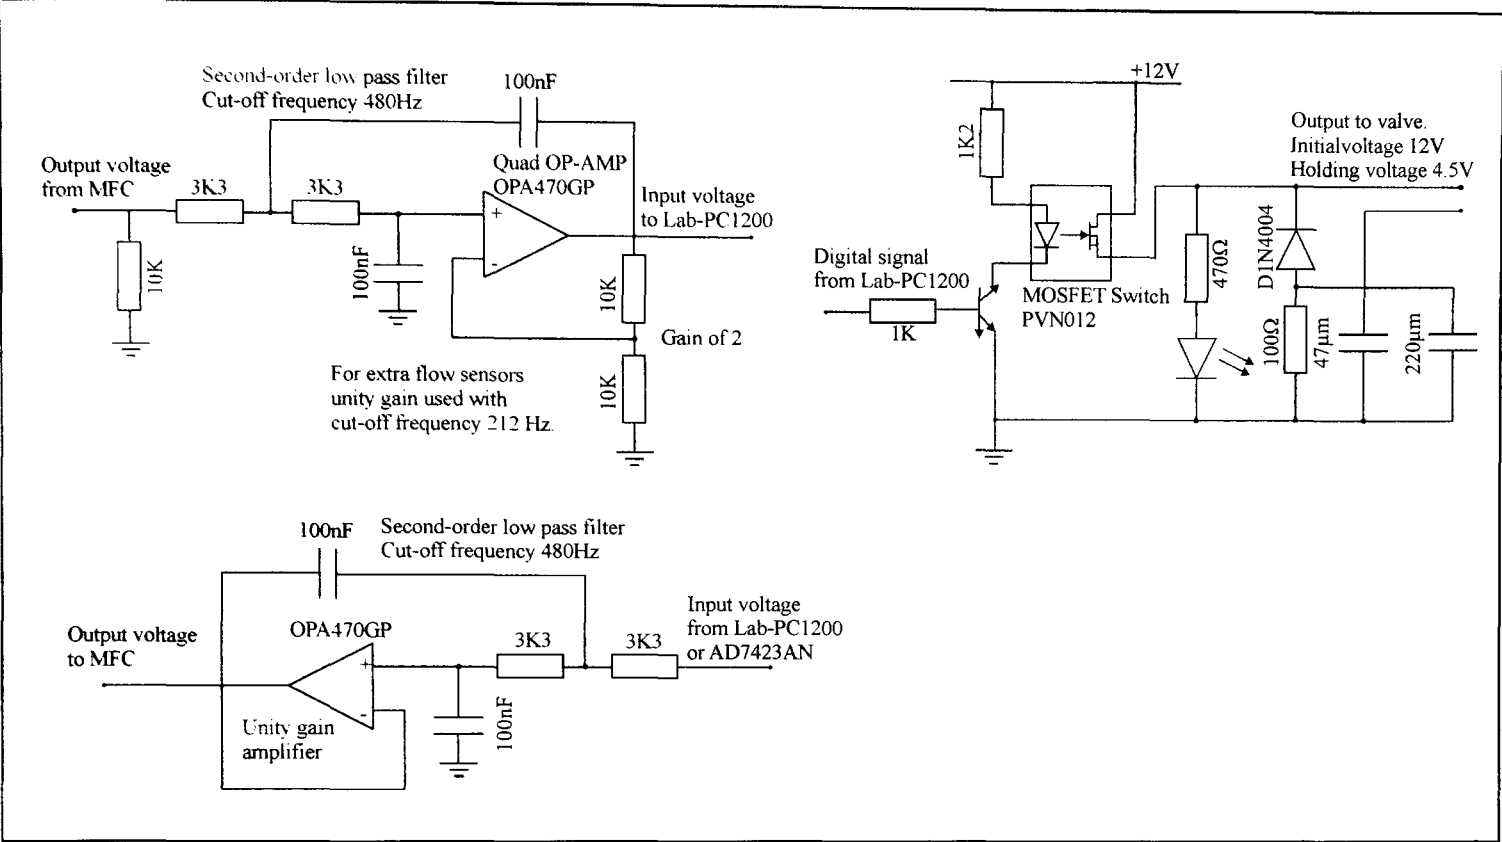 Second-order low pass filter
Cut-off frequency 480Hz
100nF
Output voltage
from MFC
3K3
3K3
Quad OP-AMP
OPA470GP
+
-
Input voltage
to Lab-PC1200
10K
100nF
10K
Gain of 2
10K
For extra flow sensors
unity gain used with
cut-off frequency 212 Hz.
+12V
1K2
Output to valve.
Initialvoltage 12V
Holding voltage 4.5V
Digital signal
from Lab-PC1200
1K
MOSFET Switch
PVN012
470Ω
D1N4004
100Ω
47μm
220μm
100nF
Second-order low pass filter
Cut-off frequency 480Hz
Output voltage
to MFC
OPA470GP
+
-
3K3
3K3
Input voltage
from Lab-PC1200
or AD7423AN
100nF
Unity gain
amplifier